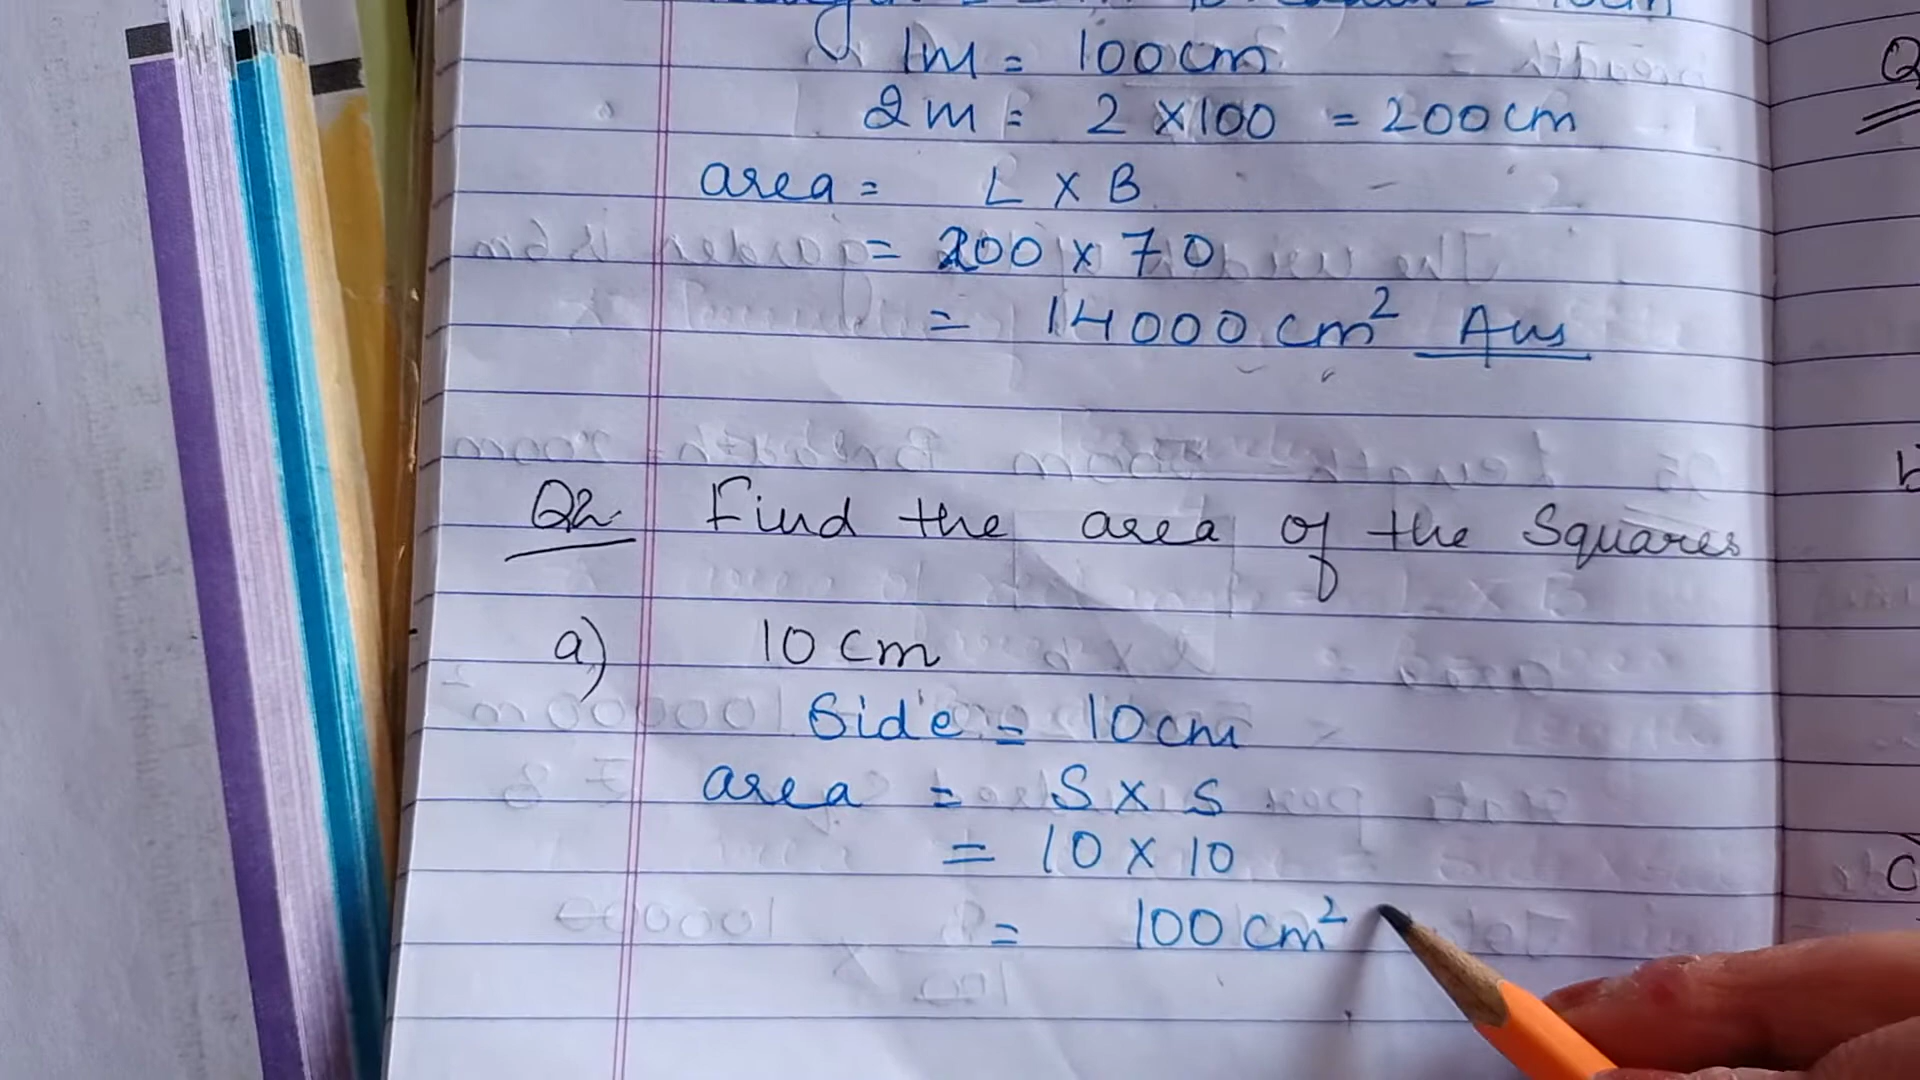 1m = 100cm
2m = 2 x 100 = 200cm
area = L x B
= 200 x 70
= 14000 cm² Ans
Q2. Find the area of the Squares
a) 10 cm
Side = 10cm
area = S x S
= 10 x 10
= 100 cm²